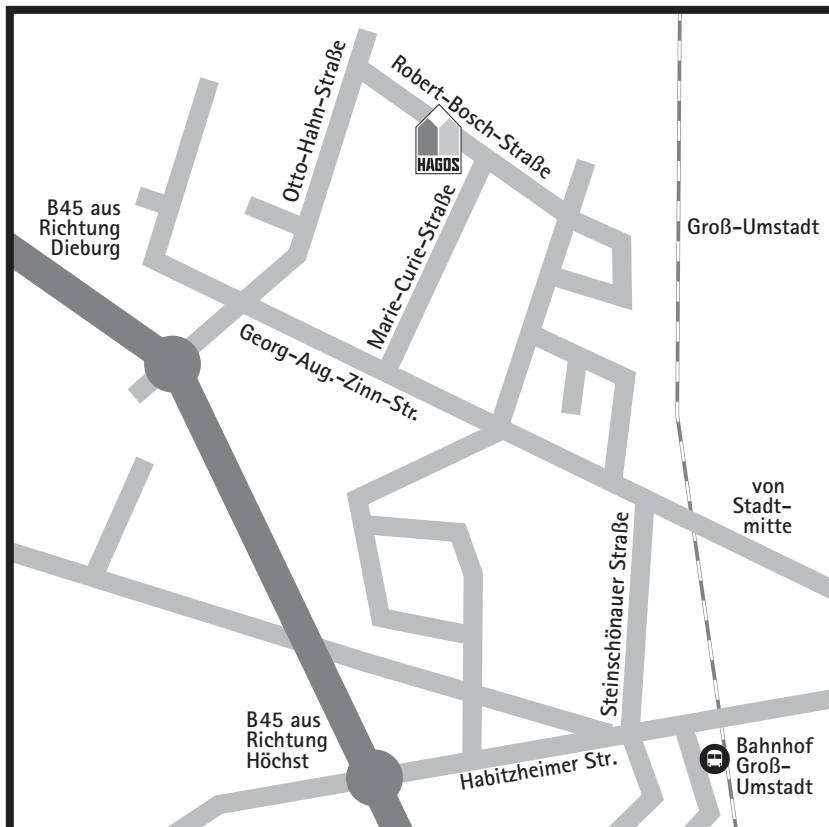 Otto-Hahn-Straße
Robert-Bosch-Straße
HAGOS
B45 aus
Richtung
Dieburg
Marie-Curie-Straße
Groß-Umstadt
Georg-Aug.-Zinn-Str.
von
Stadt-
mitte
Steinschönauer Straße
B45 aus
Richtung
Höchst
Habitzheimer Str.
Bahnhof
Groß-
Umstadt